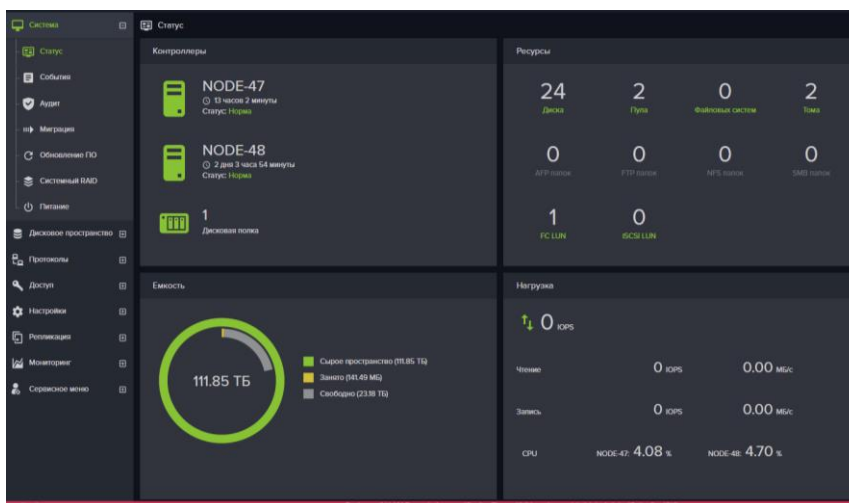 Система
Статус
События
Аудит
Миграция
Обновления ПО
Системный RAID
Питание
Дисковое пространство
Протоколы
Доступ
Настройки
Репликация
Мониторинг
Сервисное меню
Статус
Контроллеры
NODE-47
13 часов 2 минуты
Статус: Норма
NODE-48
2 дня 3 часа 54 минуты
Статус: Норма
1
Дисковая полка
Ресурсы
24 2 0 2
Диска Пула Файловых систем Тома
0 0 0 0
AFP папок FTP папок NFS папок SMB папок
1 0
FC LUN iSCSI LUN
Емкость
111.85 ТБ
Сырое пространство (111.85 ТБ)
Занято (141.49 МБ)
Свободно (23.18 ТБ)
Нагрузка
0 IOPS
Чтение 0 IOPS 0.00 МБ/с
Запись 0 IOPS 0.00 МБ/с
CPU NODE-47: 4.08 % NODE-48: 4.70 %